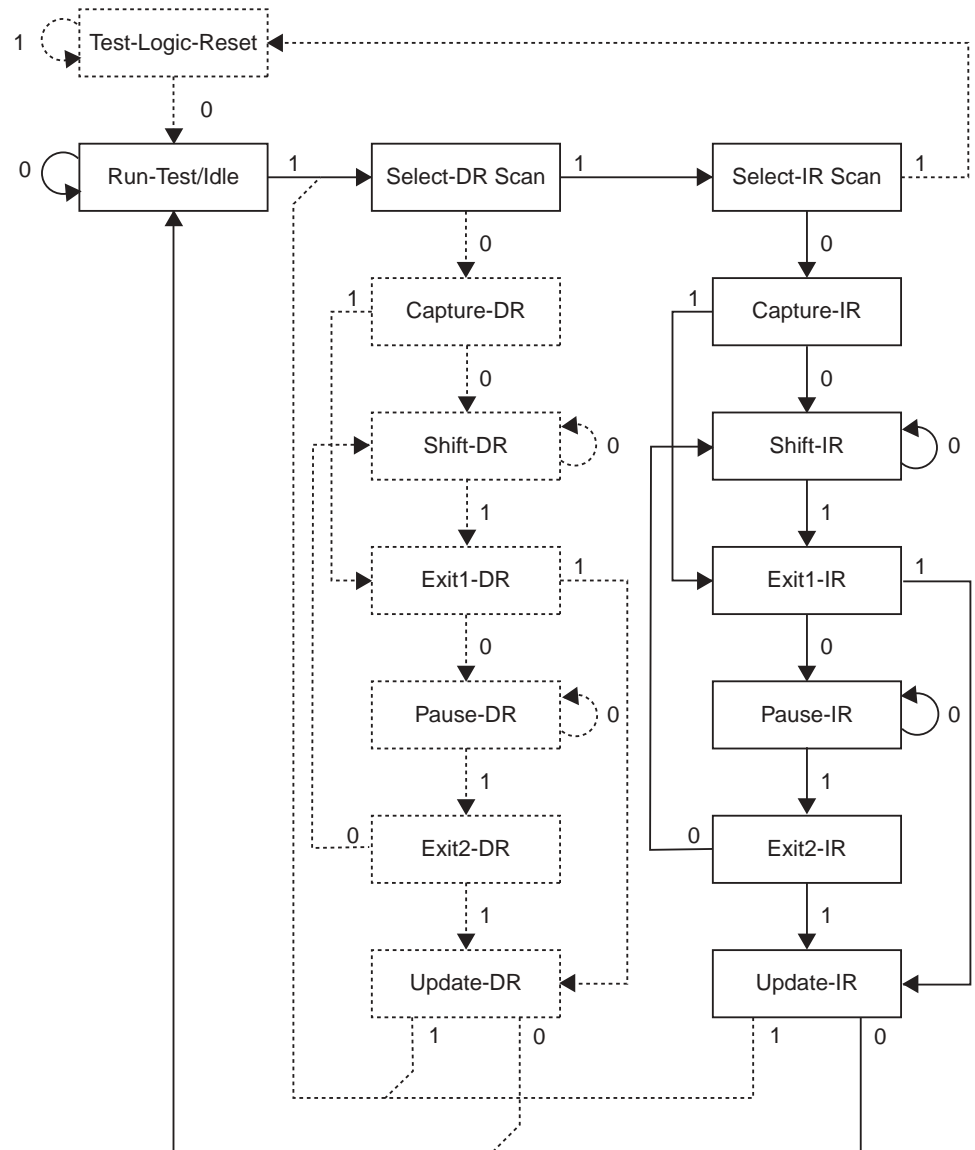 1 Test-Logic-Reset
0
0 Run-Test/Idle 1 Select-DR Scan 1 Select-IR Scan 1
0 0
1 Capture-DR 1 Capture-IR
0 0
Shift-DR 0 Shift-IR 0
1 1
Exit1-DR 1 Exit1-IR 1
0 0
Pause-DR 0 Pause-IR 0
1 1
0 Exit2-DR 0 Exit2-IR
1 1
Update-DR Update-IR
1 0 1 0